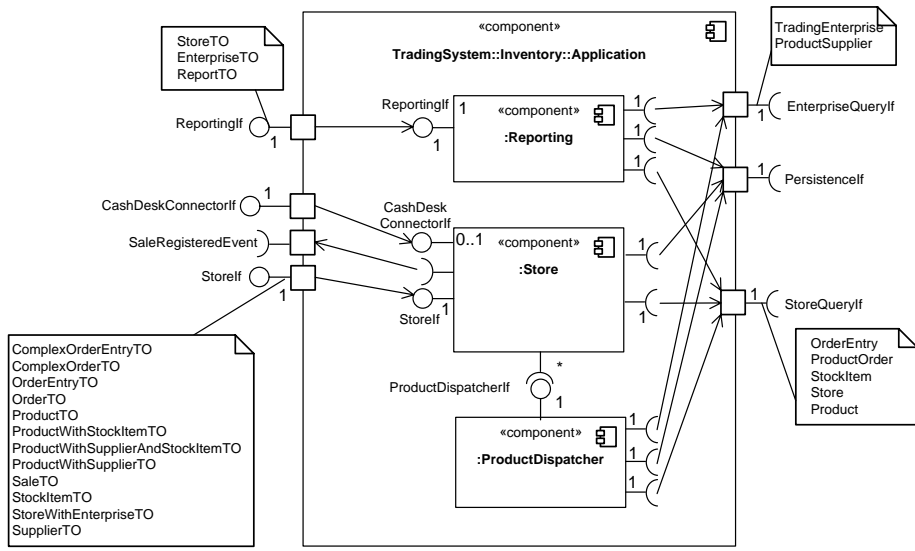 StoreTO
EnterpriseTO
ReportTO
«component»
TradingSystem::Inventory::Application
TradingEnterprise
ProductSupplier
ReportingIf
1
ReportingIf
1
1
«component»
:Reporting
1
1
1
1
EnterpriseQueryIf
1
PersistenceIf
CashDeskConnectorIf
1
CashDesk
ConnectorIf
0..1
«component»
:Store
1
1
SaleRegisteredEvent
StoreIf
1
StoreIf
1
1
StoreQueryIf
ComplexOrderEntryTO
ComplexOrderTO
OrderEntryTO
OrderTO
ProductTO
ProductWithStockItemTO
ProductWithSupplierAndStockItemTO
ProductWithSupplierTO
SaleTO
StockItemTO
StoreWithEnterpriseTO
SupplierTO
ProductDispatcherIf
*
1
OrderEntry
ProductOrder
StockItem
Store
Product
«component»
:ProductDispatcher
1
1
1